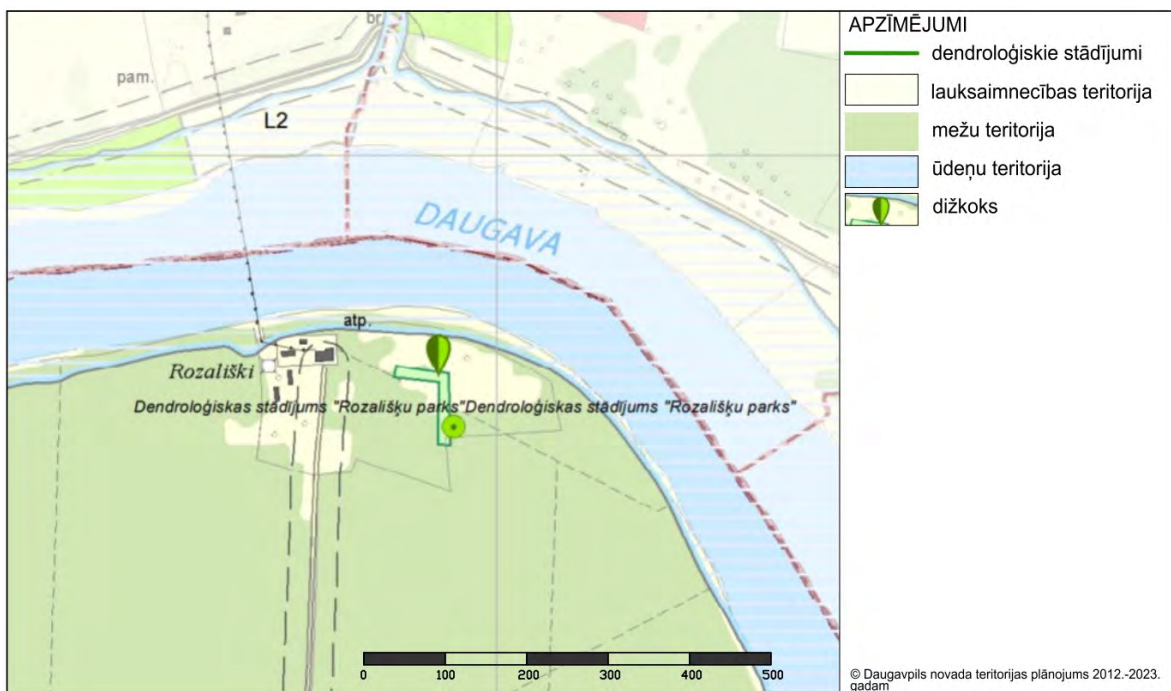 br.
pam.
L2
DAUGAVA
atp.
Rozališki
Dendroloģiskas stādījums "Rozališķu parks"Dendroloģiskas stādījums "Rozališķu parks"
0 100 200 300 400 500
APZĪMĒJUMI
dendroloģiskie stādījumi
lauksaimnecības teritorija
mežu teritorija
ūdeņu teritorija
dižkoks
© Daugavpils novada teritorijas plānojums 2012.-2023.
gadam